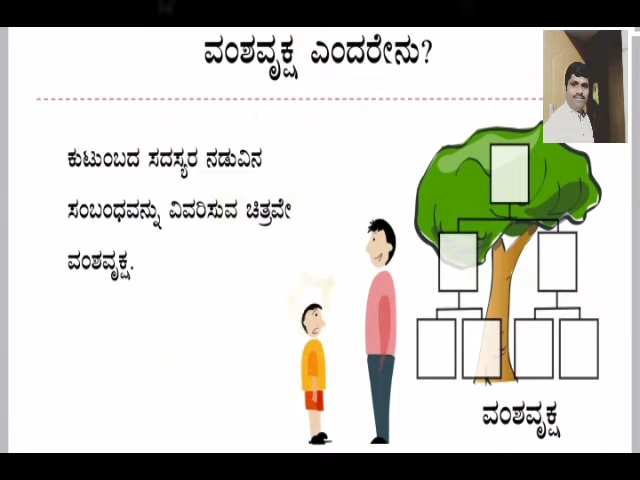 ವಂಶವೃಕ್ಷ ಎಂದರೇನು?
ಕುಟುಂಬದ ಸದಸ್ಯರ ನಡುವಿನ
ಸಂಬಂಧವನ್ನು ವಿವರಿಸುವ ಚಿತ್ರವೇ
ವಂಶವೃಕ್ಷ.
ವಂಶವೃಕ್ಷ